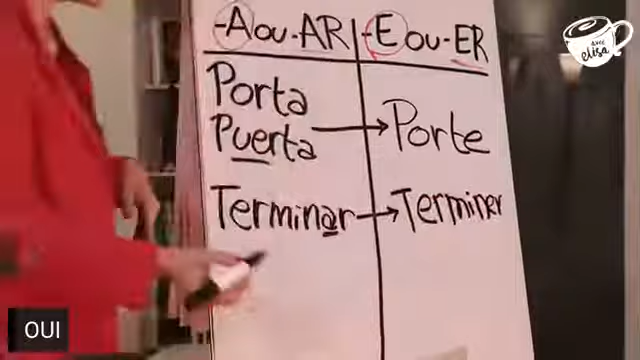 -A ou -AR -E ou -ER
Porta
Puerta → Porte
Terminar → Terminer
avec elisa
OUI